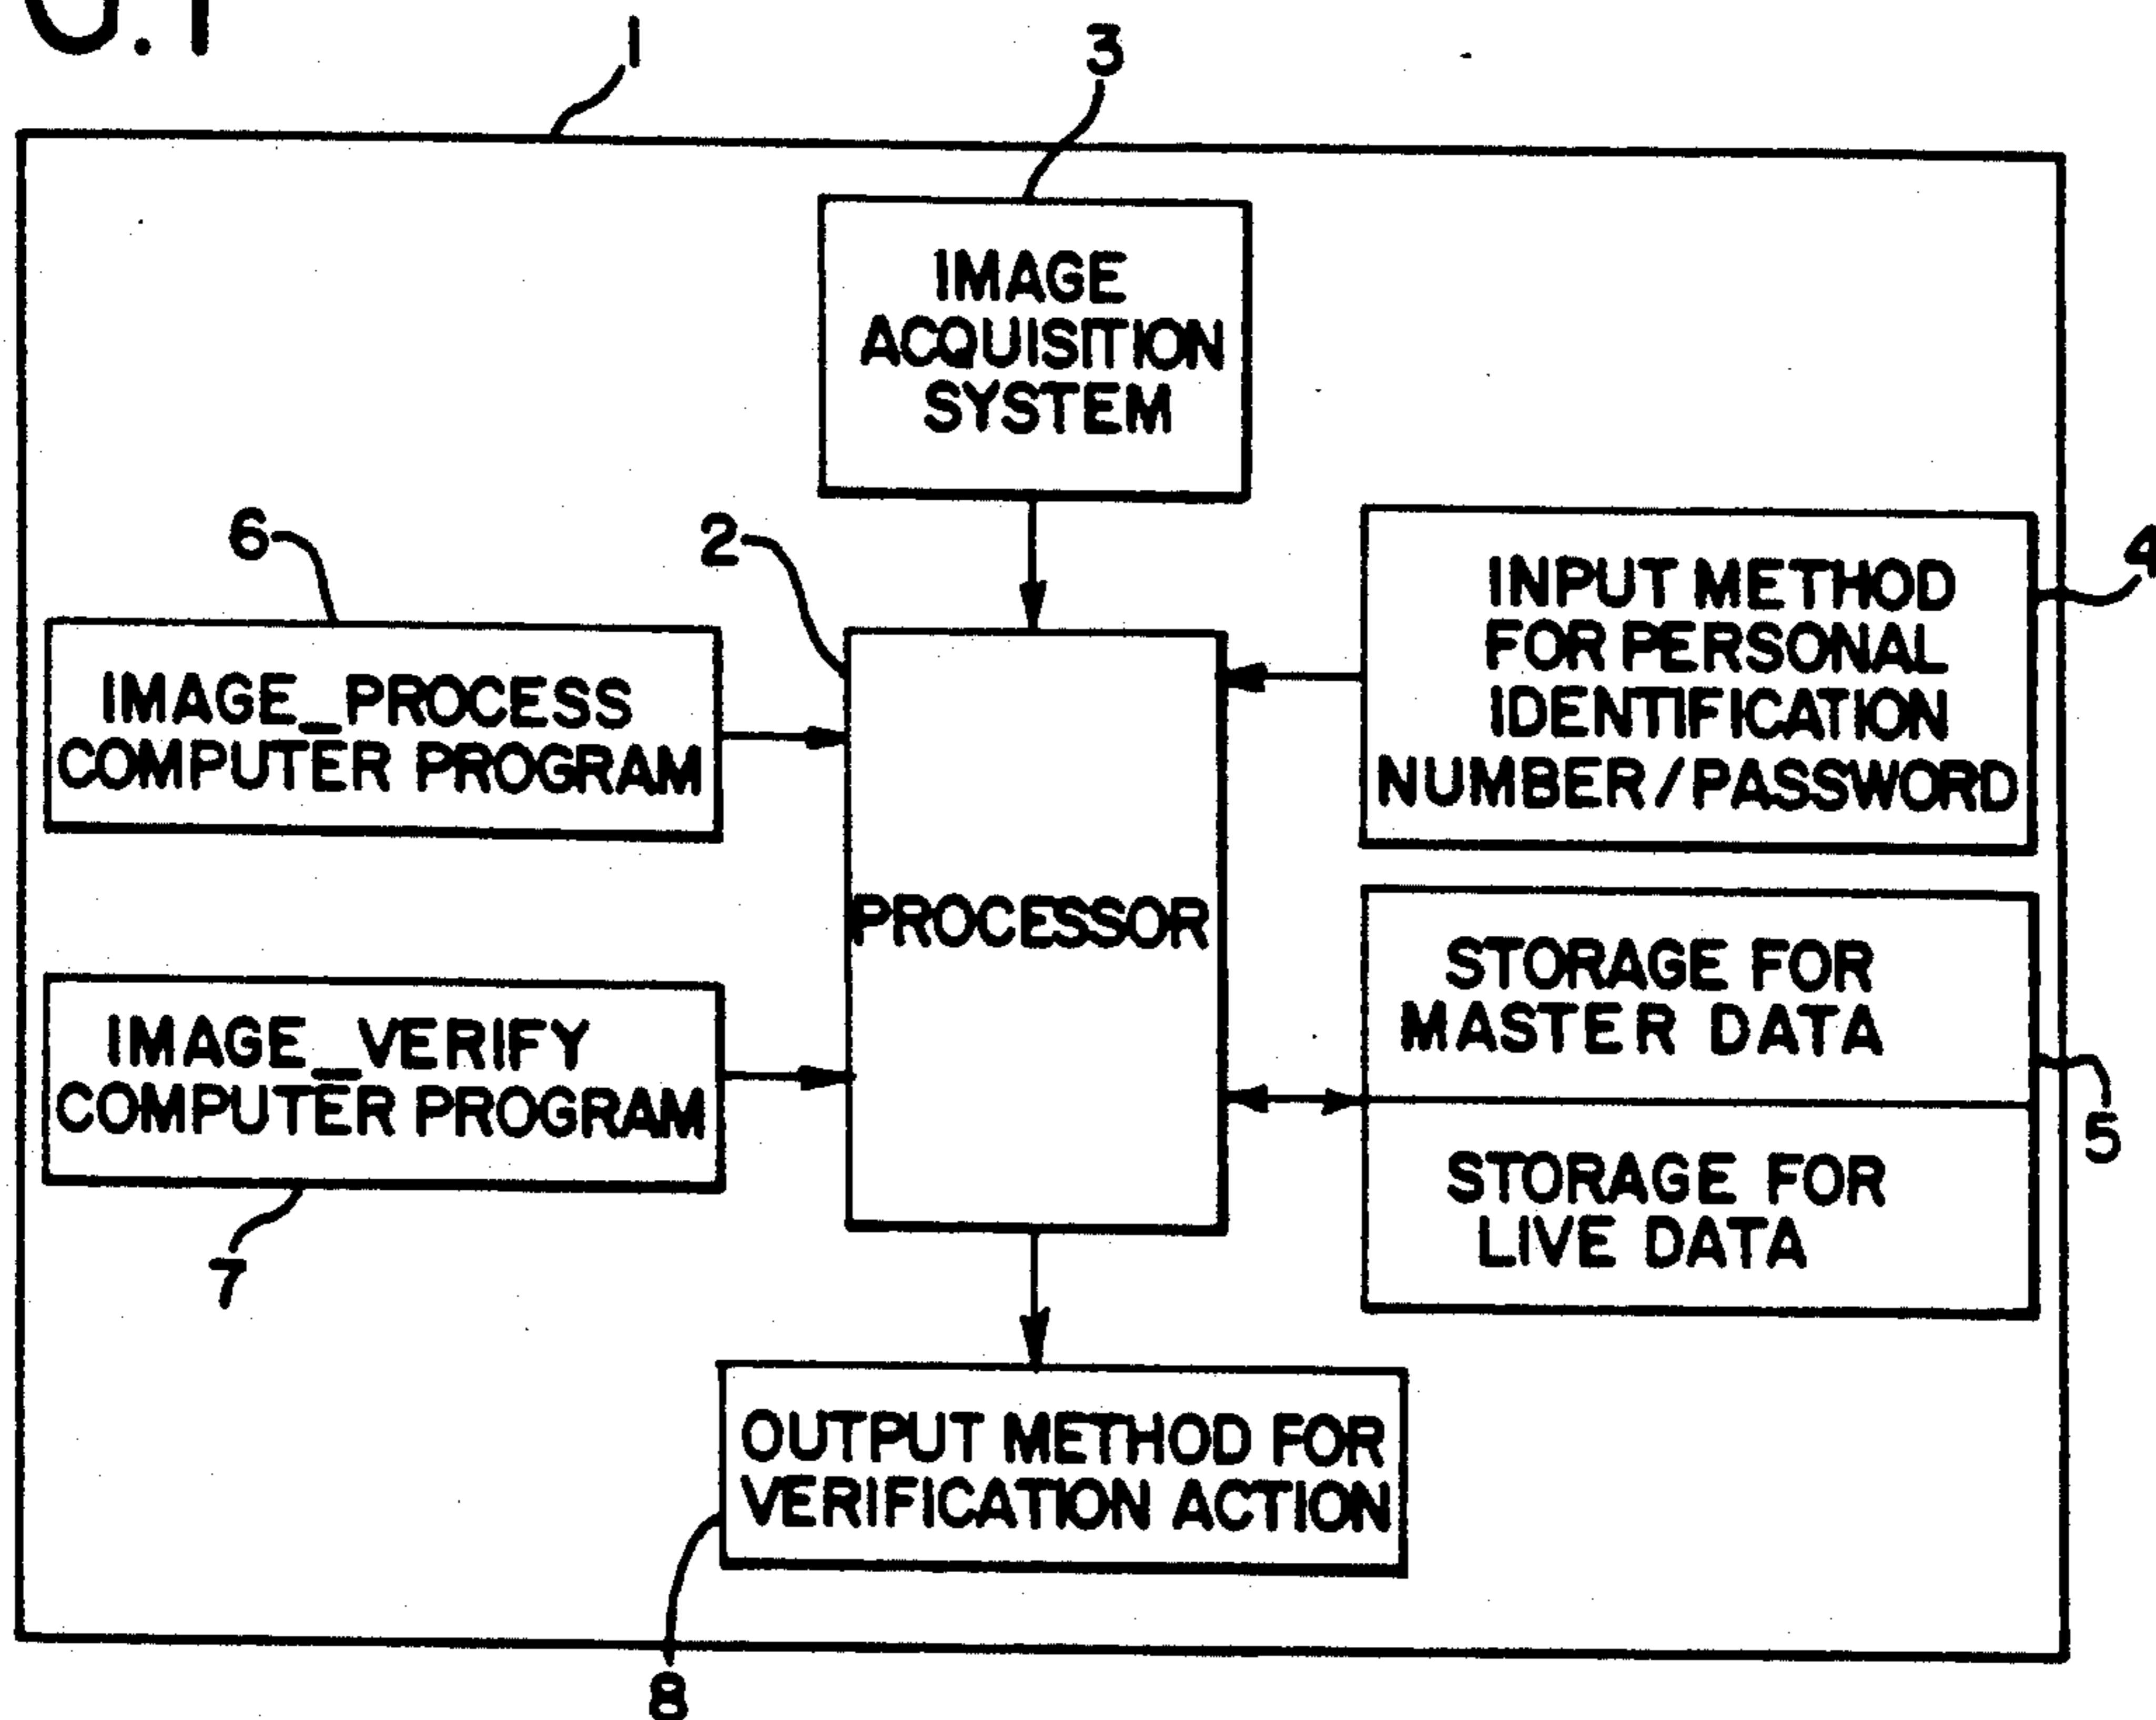 1
3
IMAGE
ACQUISITION
SYSTEM
6
2
4
INPUT METHOD
FOR PERSONAL
IDENTIFICATION
NUMBER/PASSWORD
IMAGE_PROCESS
COMPUTER PROGRAM
PROCESSOR
STORAGE FOR
MASTER DATA
IMAGE_VERIFY
COMPUTER PROGRAM
5
STORAGE FOR
LIVE DATA
7
OUTPUT METHOD FOR
VERIFICATION ACTION
8